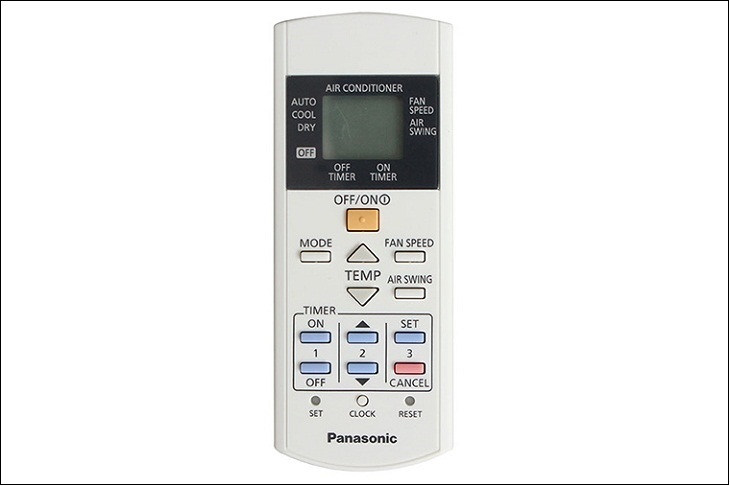 AIR CONDITIONER
AUTO
COOL
DRY
OFF
FAN
SPEED
AIR
SWING
OFF
TIMER
ON
TIMER
OFF/ON
MODE
FAN SPEED
TEMP
AIR SWING
TIMER
ON
SET
1
2
3
OFF
CANCEL
SET
CLOCK
RESET
Panasonic